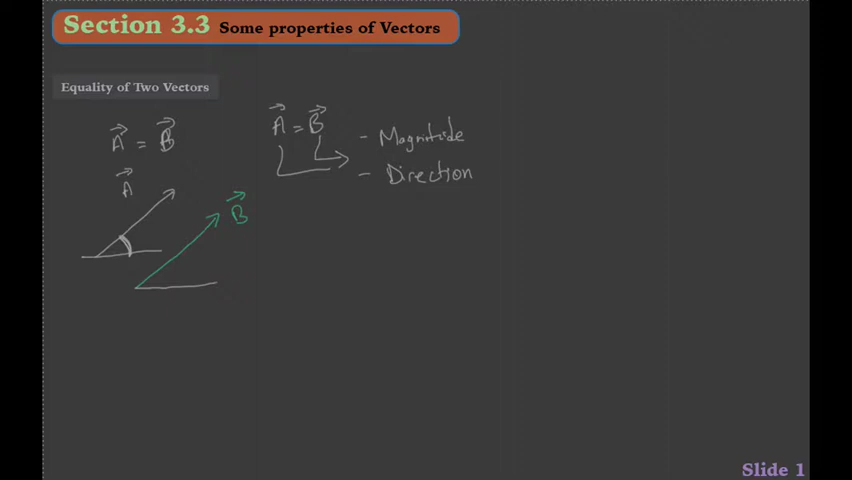 Section 3.3 Some properties of Vectors
Equality of Two Vectors
A⃗ = B⃗
A⃗
B⃗
A⃗ = B⃗
- Magnitude
- Direction
Slide 1